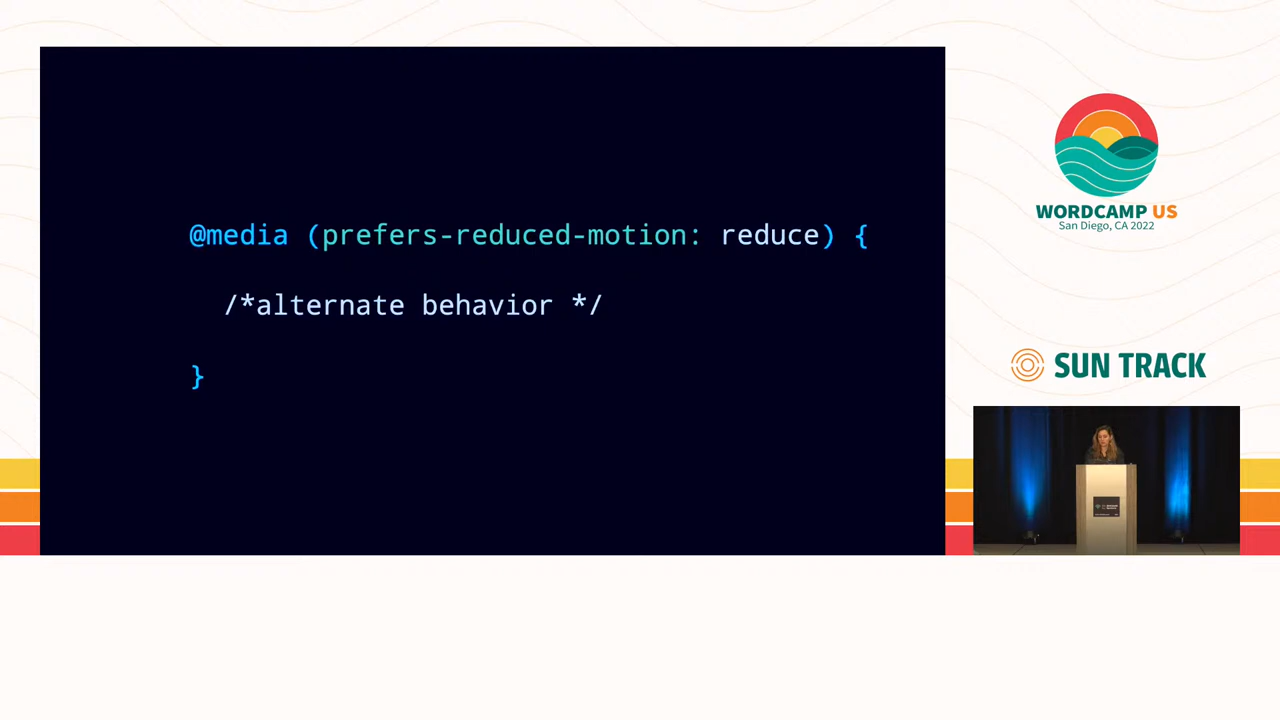 @media (prefers-reduced-motion: reduce) {
/*alternate behavior */
}
WORDCAMP US
San Diego, CA 2022
SUN TRACK